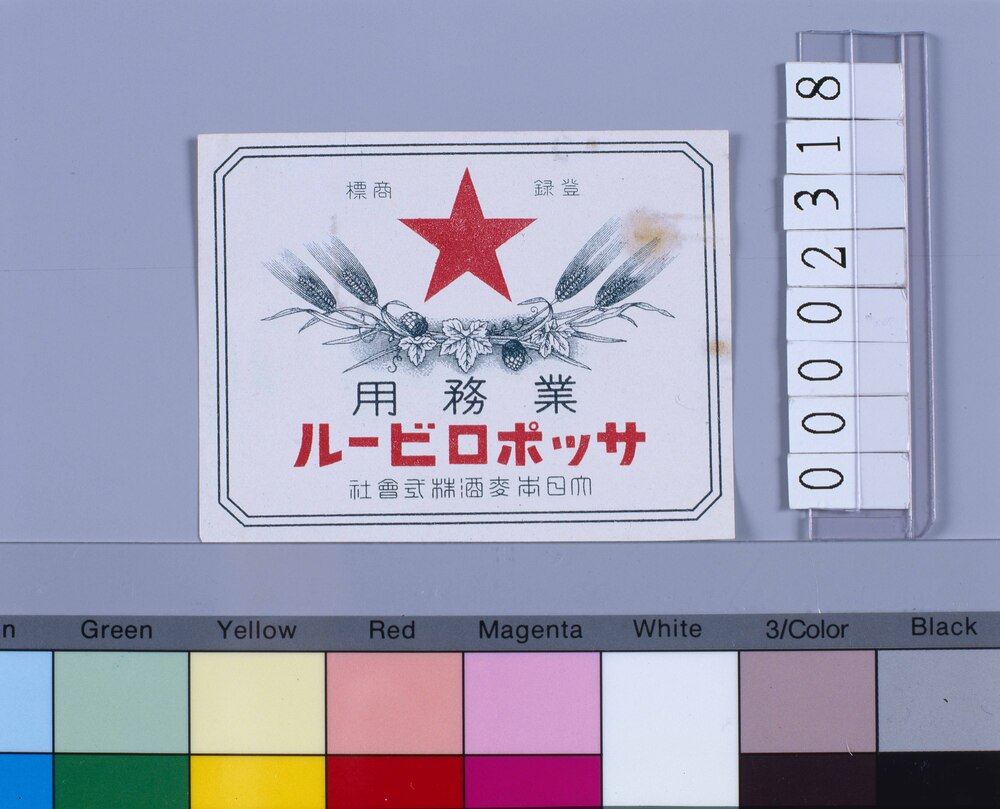 登録 商標
業務用
サッポロビール
大日本麦酒株式會社
00002318
Green Yellow Red Magenta White 3/Color Black